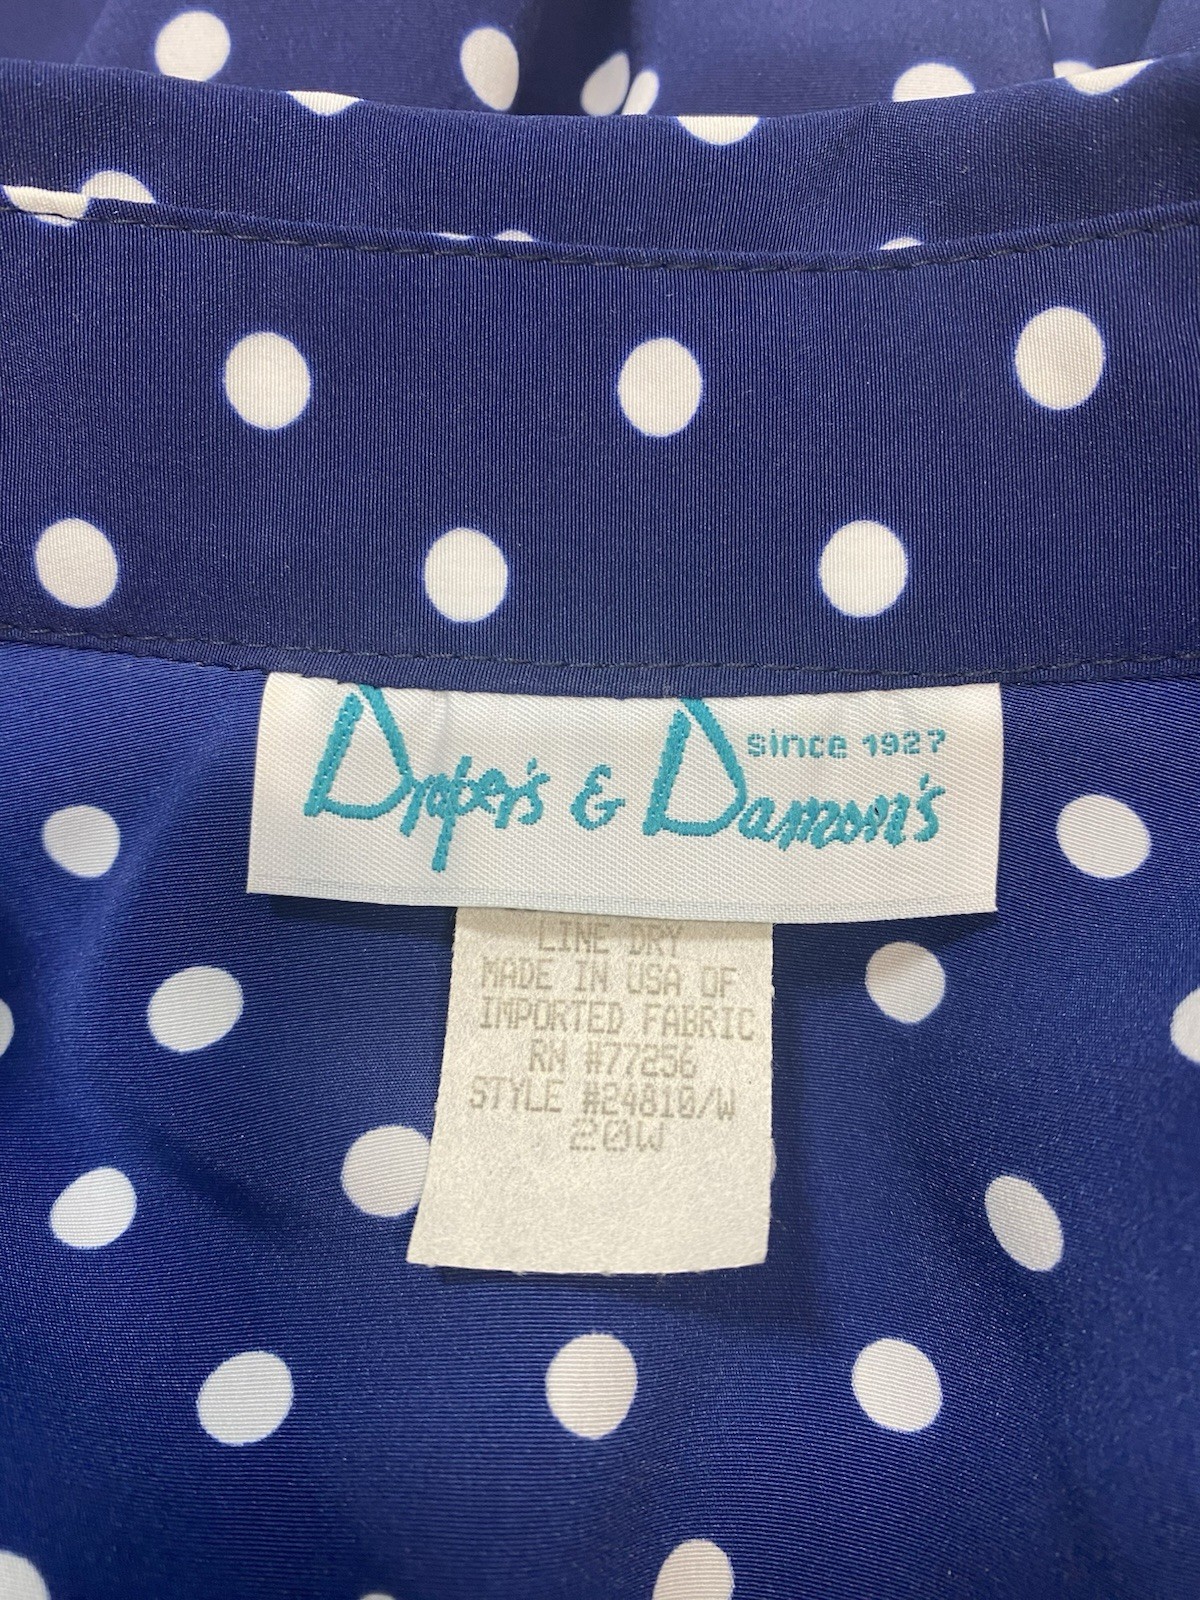 since 1927
Draper's & Damon's
LINE DRY
MADE IN USA OF
IMPORTED FABRIC
RN #77256
STYLE #24810/W
20W